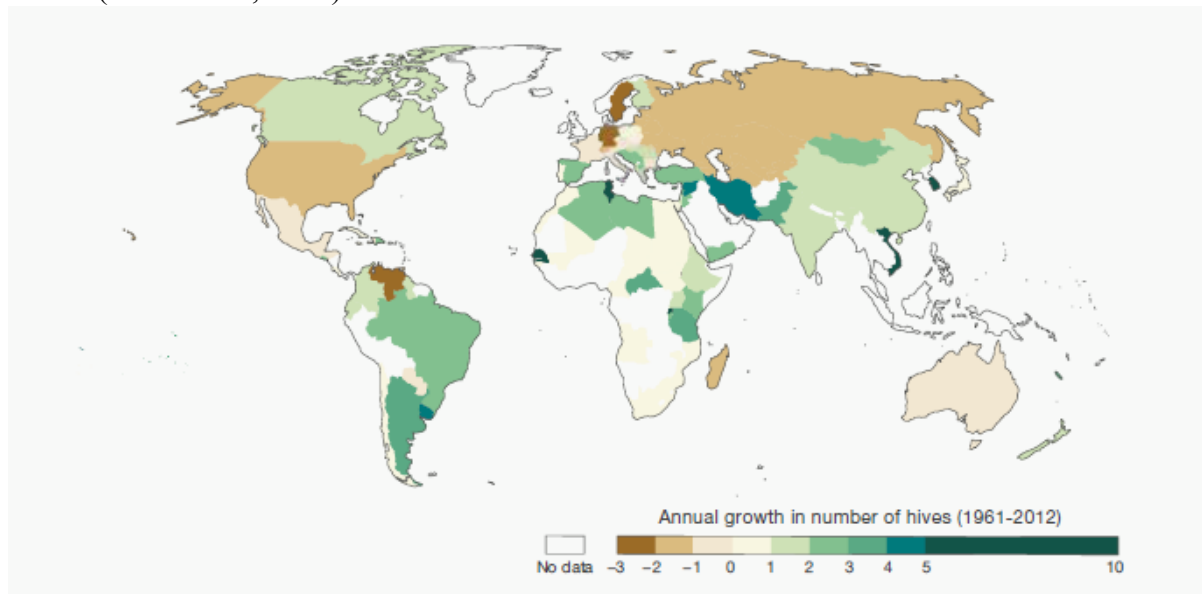 Annual growth in number of hives (1961-2012)
No data −3 −2 −1 0 1 2 3 4 5 10